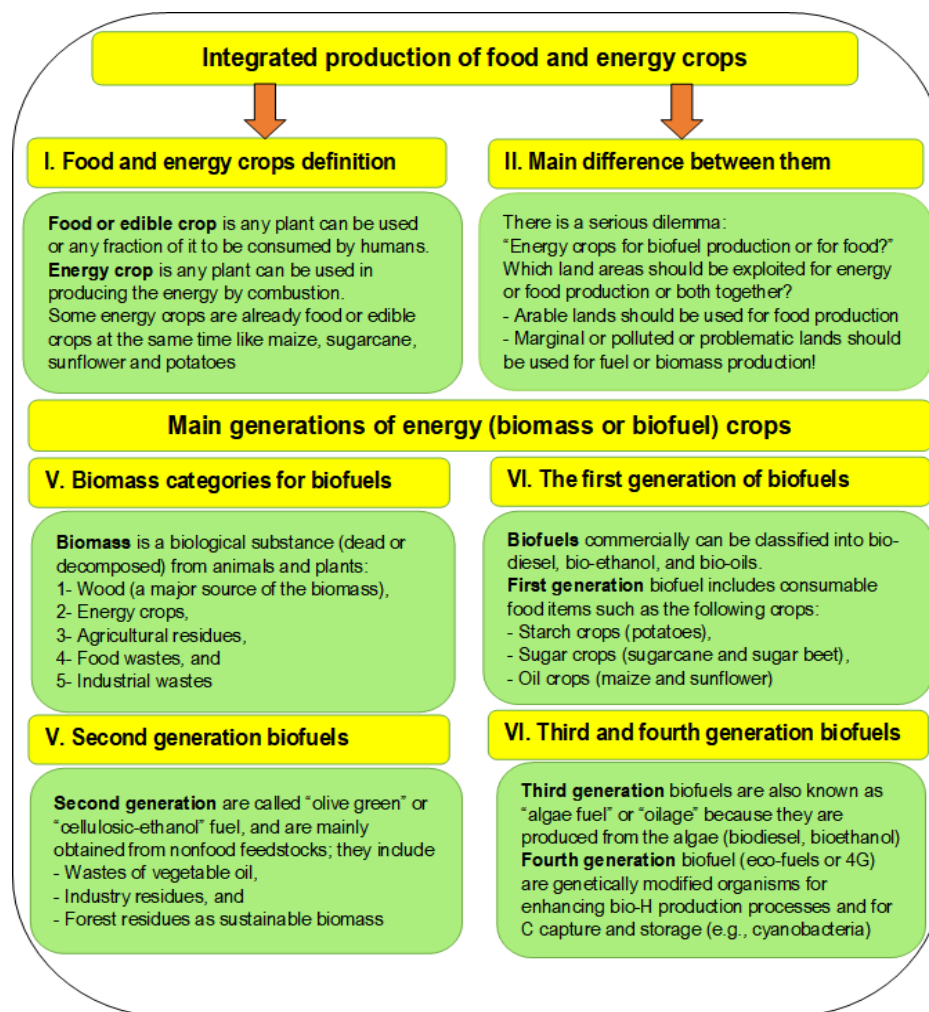 Integrated production of food and energy crops
I. Food and energy crops definition
Food or edible crop is any plant can be used
or any fraction of it to be consumed by humans.
Energy crop is any plant can be used in
producing the energy by combustion.
Some energy crops are already food or edible
crops at the same time like maize, sugarcane,
sunflower and potatoes
II. Main difference between them
There is a serious dilemma:
“Energy crops for biofuel production or for food?”
Which land areas should be exploited for energy
or food production or both together?
- Arable lands should be used for food production
- Marginal or polluted or problematic lands should
be used for fuel or biomass production!
Main generations of energy (biomass or biofuel) crops
V. Biomass categories for biofuels
Biomass is a biological substance (dead or
decomposed) from animals and plants:
1- Wood (a major source of the biomass),
2- Energy crops,
3- Agricultural residues,
4- Food wastes, and
5- Industrial wastes
VI. The first generation of biofuels
Biofuels commercially can be classified into bio-
diesel, bio-ethanol, and bio-oils.
First generation biofuel includes consumable
food items such as the following crops:
- Starch crops (potatoes),
- Sugar crops (sugarcane and sugar beet),
- Oil crops (maize and sunflower)
V. Second generation biofuels
Second generation are called “olive green” or
“cellulosic-ethanol” fuel, and are mainly
obtained from nonfood feedstocks; they include
- Wastes of vegetable oil,
- Industry residues, and
- Forest residues as sustainable biomass
VI. Third and fourth generation biofuels
Third generation biofuels are also known as
“algae fuel” or “oilage” because they are
produced from the algae (biodiesel, bioethanol)
Fourth generation biofuel (eco-fuels or 4G)
are genetically modified organisms for
enhancing bio-H production processes and for
C capture and storage (e.g., cyanobacteria)